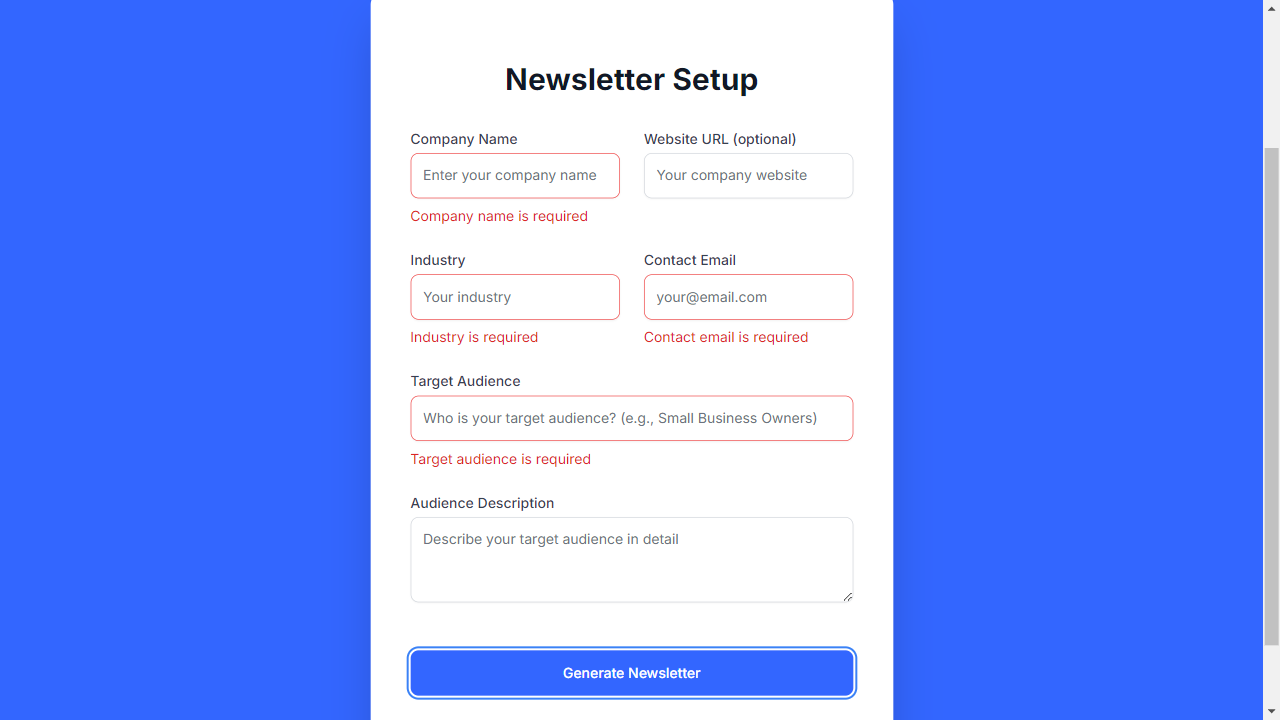 Newsletter Setup
Company Name
Enter your company name
Company name is required
Website URL (optional)
Your company website
Industry
Your industry
Industry is required
Contact Email
your@email.com
Contact email is required
Target Audience
Who is your target audience? (e.g., Small Business Owners)
Target audience is required
Audience Description
Describe your target audience in detail
Generate Newsletter